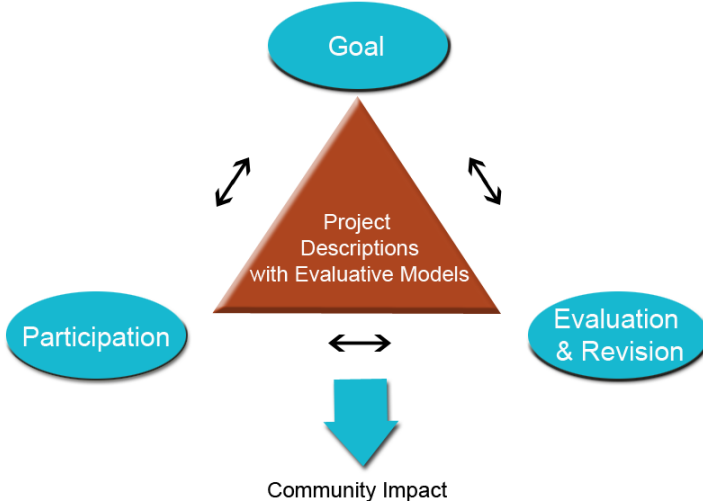 Goal
Project
Descriptions
with Evaluative Models
Participation
Evaluation
& Revision
Community Impact